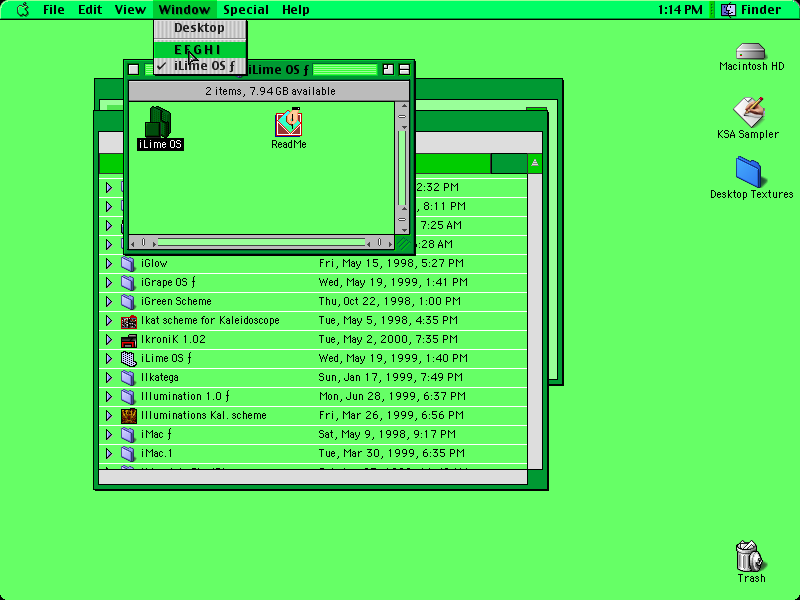 File Edit View Window Special Help 1:14 PM Finder
Desktop
E F G H I
✓ iLime OS ƒ
iLime OS ƒ
2 items, 7.94 GB available
iLime OS
ReadMe
Macintosh HD
KSA Sampler
Desktop Textures
2:32 PM
, 8:11 PM
7:25 AM
:28 AM
iGlow Fri, May 15, 1998, 5:27 PM
iGrape OS ƒ Wed, May 19, 1999, 1:41 PM
iGreen Scheme Thu, Oct 22, 1998, 1:00 PM
Ikat scheme for Kaleidoscope Tue, May 5, 1998, 4:35 PM
IkroniK 1.02 Tue, May 2, 2000, 7:35 PM
iLime OS ƒ Wed, May 19, 1999, 1:40 PM
Ilkatega Sun, Jan 17, 1999, 7:49 PM
Illumination 1.0 ƒ Mon, Jun 28, 1999, 6:37 PM
Illuminations Kal. scheme Fri, Mar 26, 1999, 6:56 PM
iMac ƒ Sat, May 9, 1998, 9:17 PM
iMac.1 Tue, Mar 30, 1999, 6:35 PM
Trash